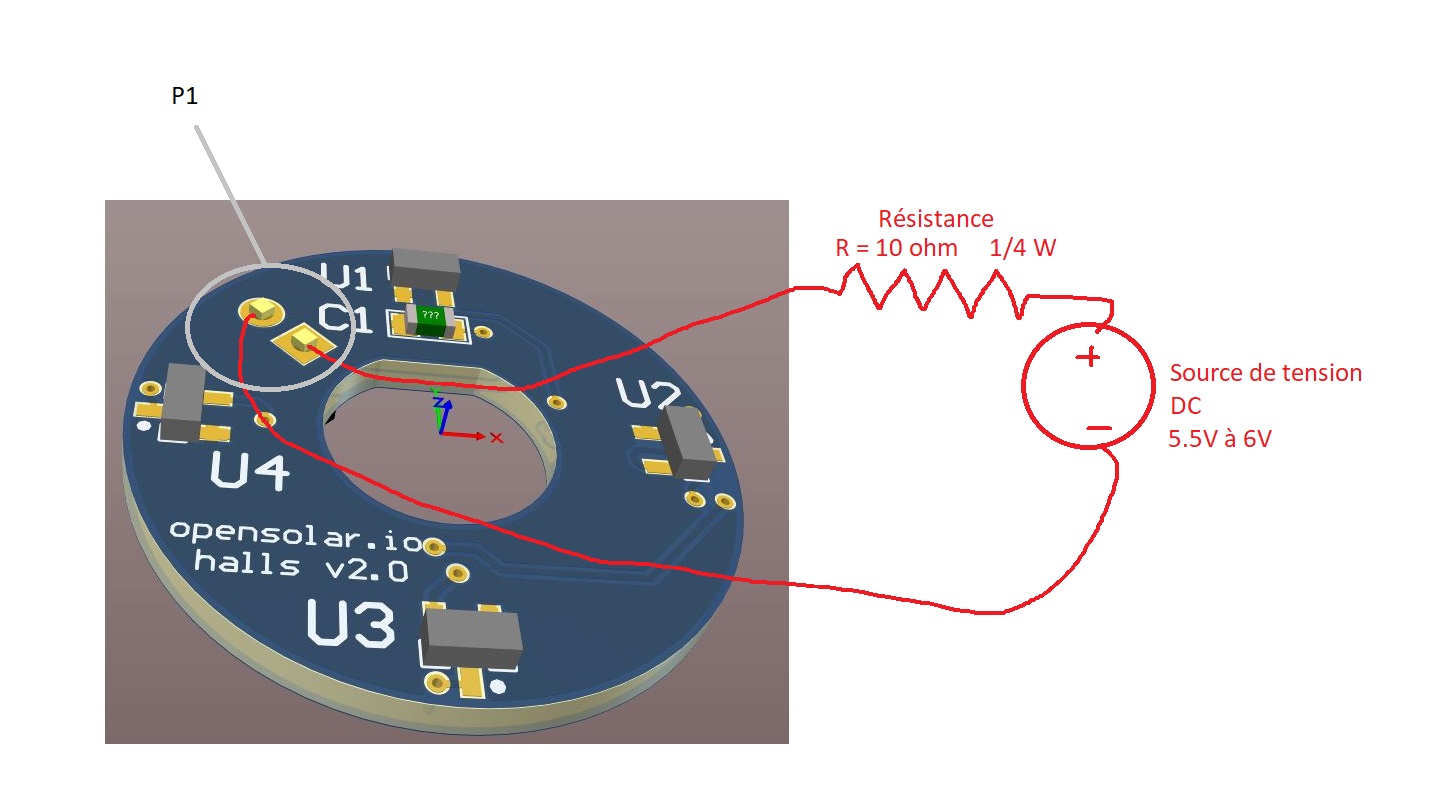 P1
Résistance
R = 10 ohm 1/4 W
U1
C1
???
+
U2
Source de tension
DC
5.5V à 6V
Z
X
U4
opensolar.io
halls v2.0
U3